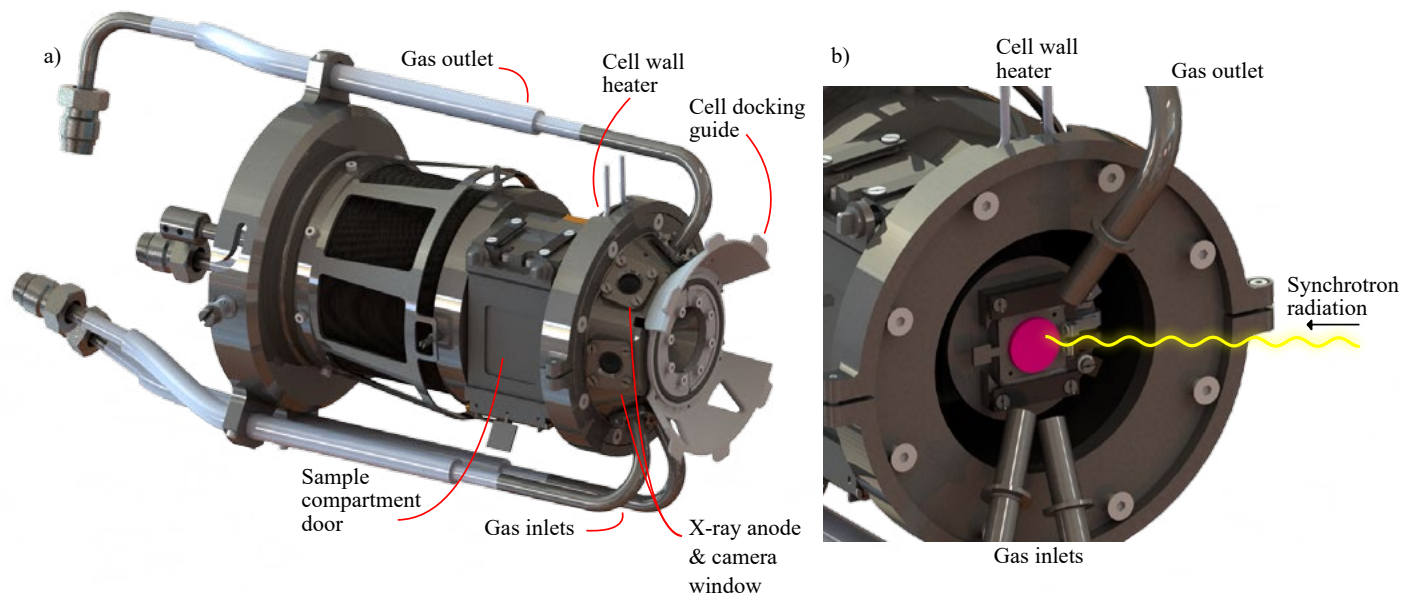 a)
Gas outlet
Cell wall
heater
Cell docking
guide
Sample
compartment
door
Gas inlets
X-ray anode
& camera
window
b)
Cell wall
heater
Gas outlet
Synchrotron
radiation
Gas inlets